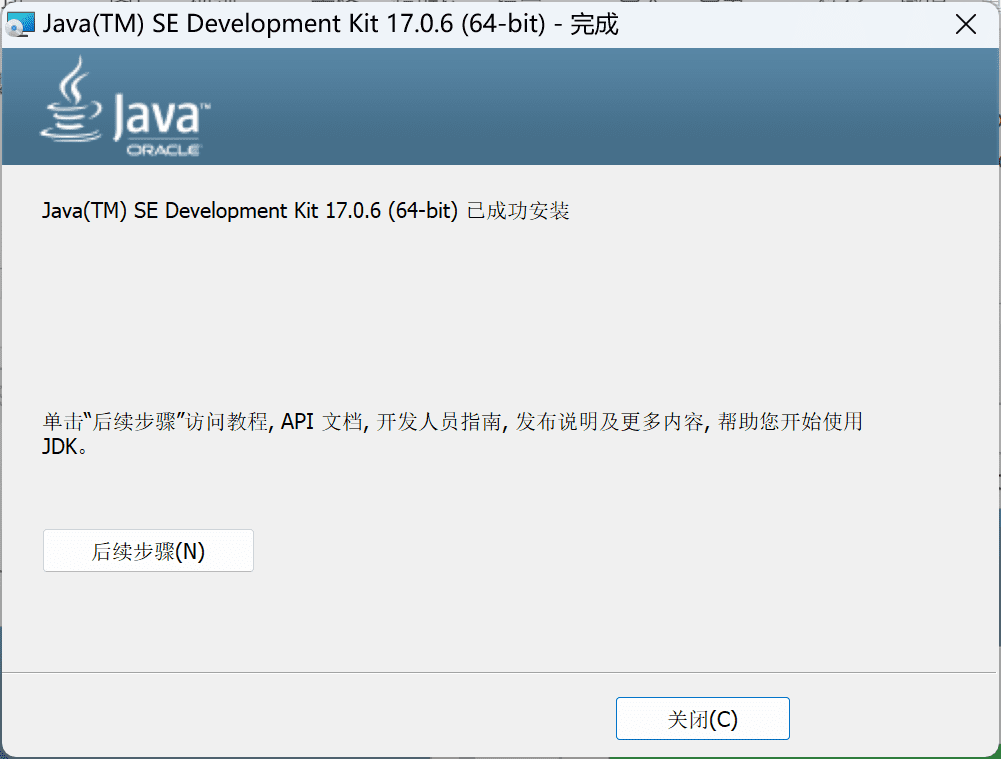 Java(TM) SE Development Kit 17.0.6 (64-bit) - 完成
Java™
ORACLE
Java(TM) SE Development Kit 17.0.6 (64-bit) 已成功安装
单击“后续步骤”访问教程, API 文档, 开发人员指南, 发布说明及更多内容, 帮助您开始使用
JDK。
后续步骤(N)
关闭(C)